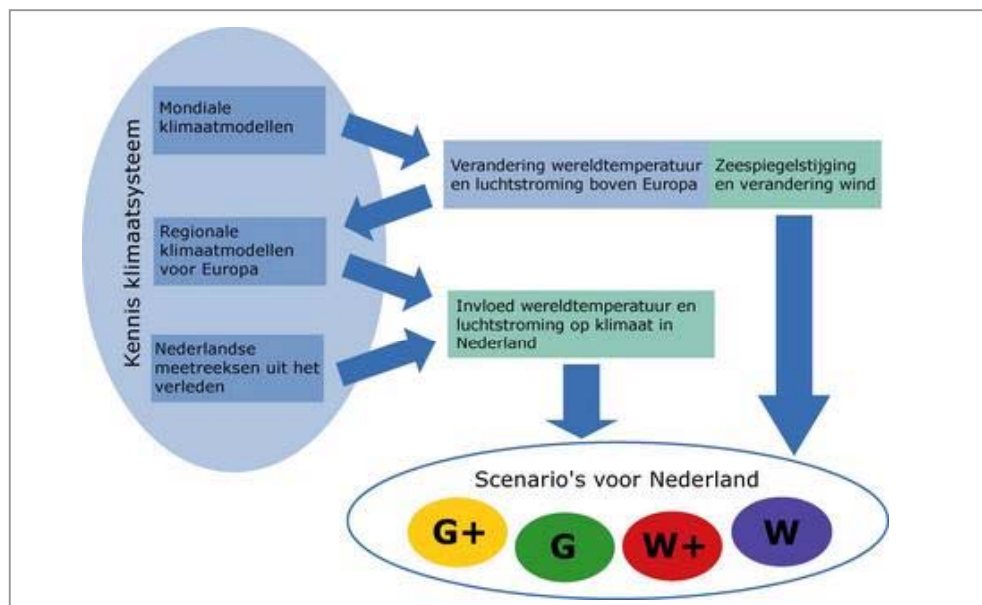 Kennis klimaatsysteem
Mondiale
klimaatmodellen
Verandering wereldtemperatuur
en luchtstroming boven Europa
Zeespiegelstijging
en verandering wind
Regionale
klimaatmodellen
voor Europa
Invloed wereldtemperatuur en
luchtstroming op klimaat in
Nederland
Nederlandse
meetreeksen uit het
verleden
Scenario's voor Nederland
G+
G
W+
W